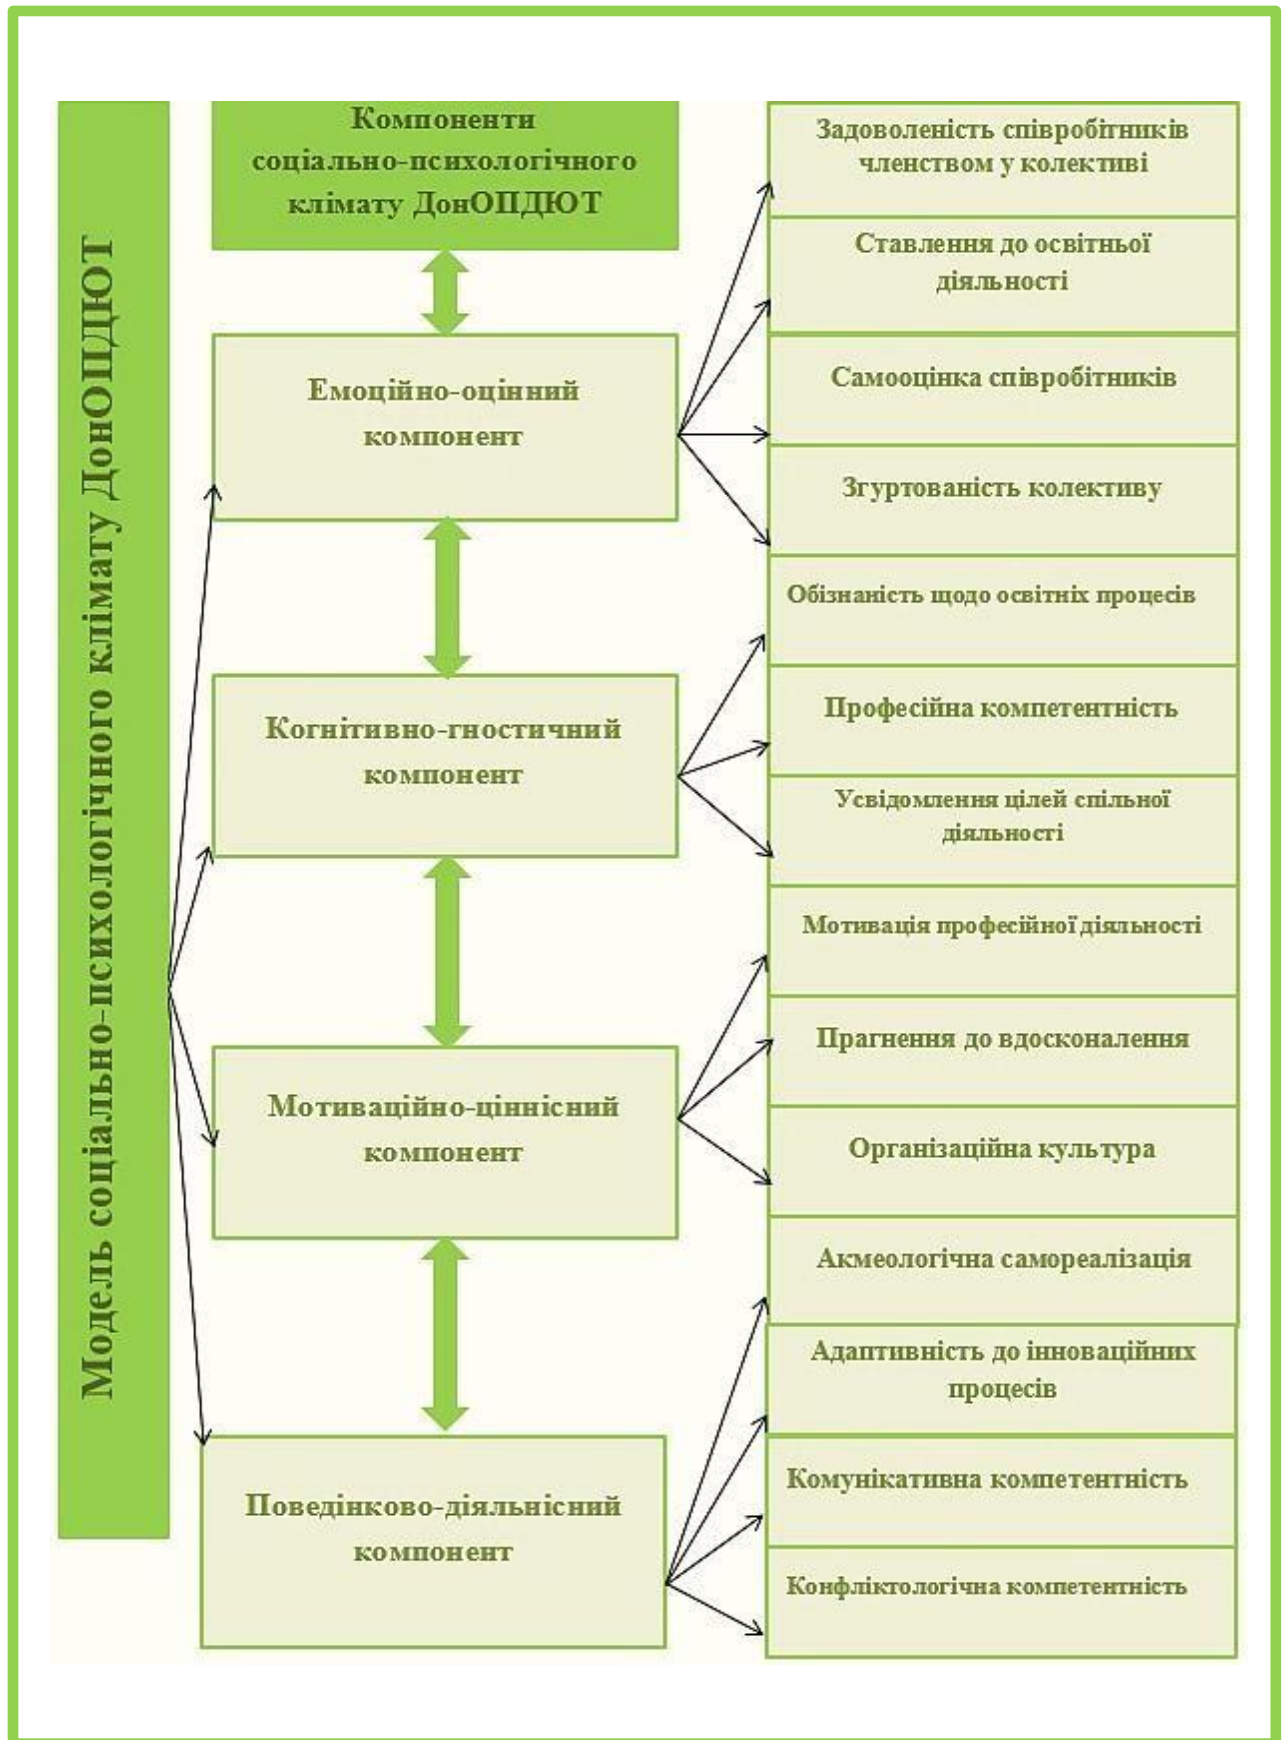 Модель соціально-психологічного клімату ДонОПДЮТ
Компоненти
соціально-психологічного
клімату ДонОПДЮТ
Емоційно-оцінний
компонент
Когнітивно-гностичний
компонент
Мотиваційно-ціннісний
компонент
Поведінково-діяльнісний
компонент
Задоволеність співробітників
членством у колективі
Ставлення до освітньої
діяльності
Самооцінка співробітників
Згуртованість колективу
Обізнаність щодо освітніх процесів
Професійна компетентність
Усвідомлення цілей спільної
діяльності
Мотивація професійної діяльності
Прагнення до вдосконалення
Організаційна культура
Акмеологічна самореалізація
Адаптивність до інноваційних
процесів
Комунікативна компетентність
Конфліктологічна компетентність